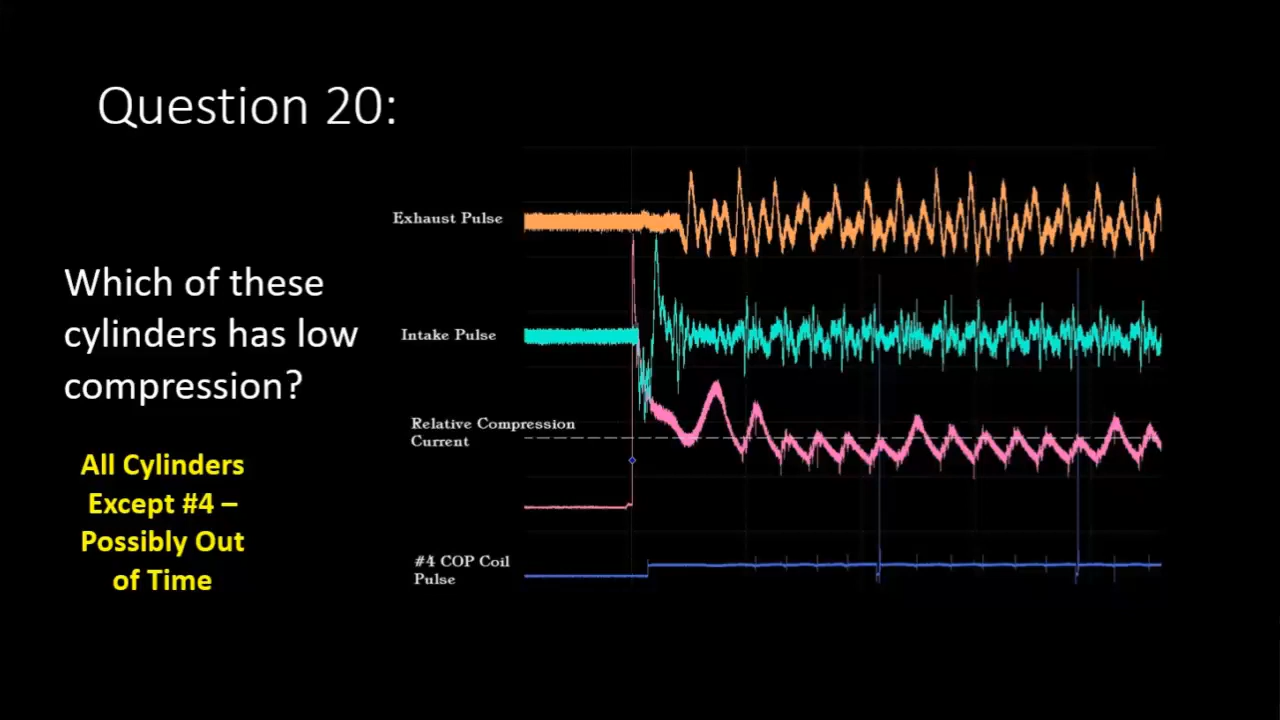 Question 20:
Which of these
cylinders has low
compression?
All Cylinders
Except #4 –
Possibly Out
of Time
Exhaust Pulse
Intake Pulse
Relative Compression
Current
#4 COP Coil
Pulse